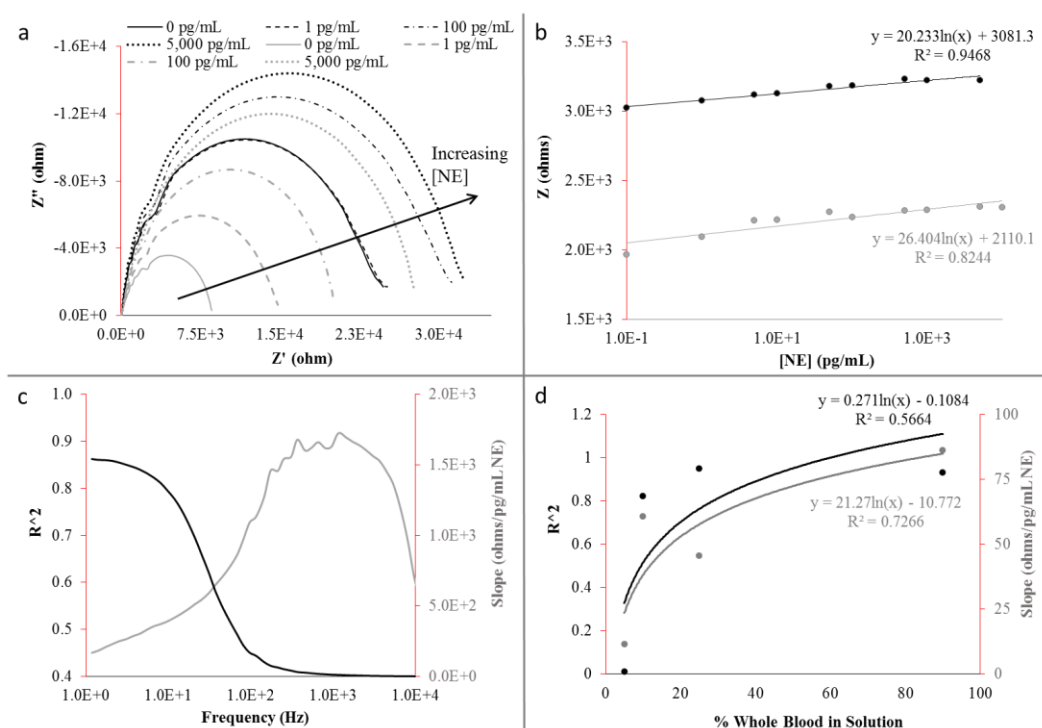 a
0 pg/mL 1 pg/mL 100 pg/mL
5,000 pg/mL 0 pg/mL 1 pg/mL
100 pg/mL 5,000 pg/mL
-1.6E+4
-1.2E+4
-8.0E+3
-4.0E+3
0.0E+0
Z" (ohm)
Increasing
[NE]
0.0E+0 7.5E+3 1.5E+4 2.3E+4 3.0E+4
Z' (ohm)
b
3.5E+3
3.0E+3
2.5E+3
2.0E+3
1.5E+3
Z (ohms)
y = 20.233ln(x) + 3081.3
R² = 0.9468
y = 26.404ln(x) + 2110.1
R² = 0.8244
1.0E-1 1.0E+1 1.0E+3
[NE] (pg/mL)
c
1.0
0.9
0.8
0.7
0.6
0.5
0.4
R^2
2.0E+3
1.5E+3
1.0E+3
5.0E+2
0.0E+0
Slope (ohms/pg/mL NE)
1.0E+0 1.0E+1 1.0E+2 1.0E+3 1.0E+4
Frequency (Hz)
d
1.2
1
0.8
0.6
0.4
0.2
0
R^2
y = 0.271ln(x) - 0.1084
R² = 0.5664
y = 21.27ln(x) - 10.772
R² = 0.7266
100
75
50
25
0
Slope (ohms/pg/mL NE)
0 20 40 60 80 100
% Whole Blood in Solution